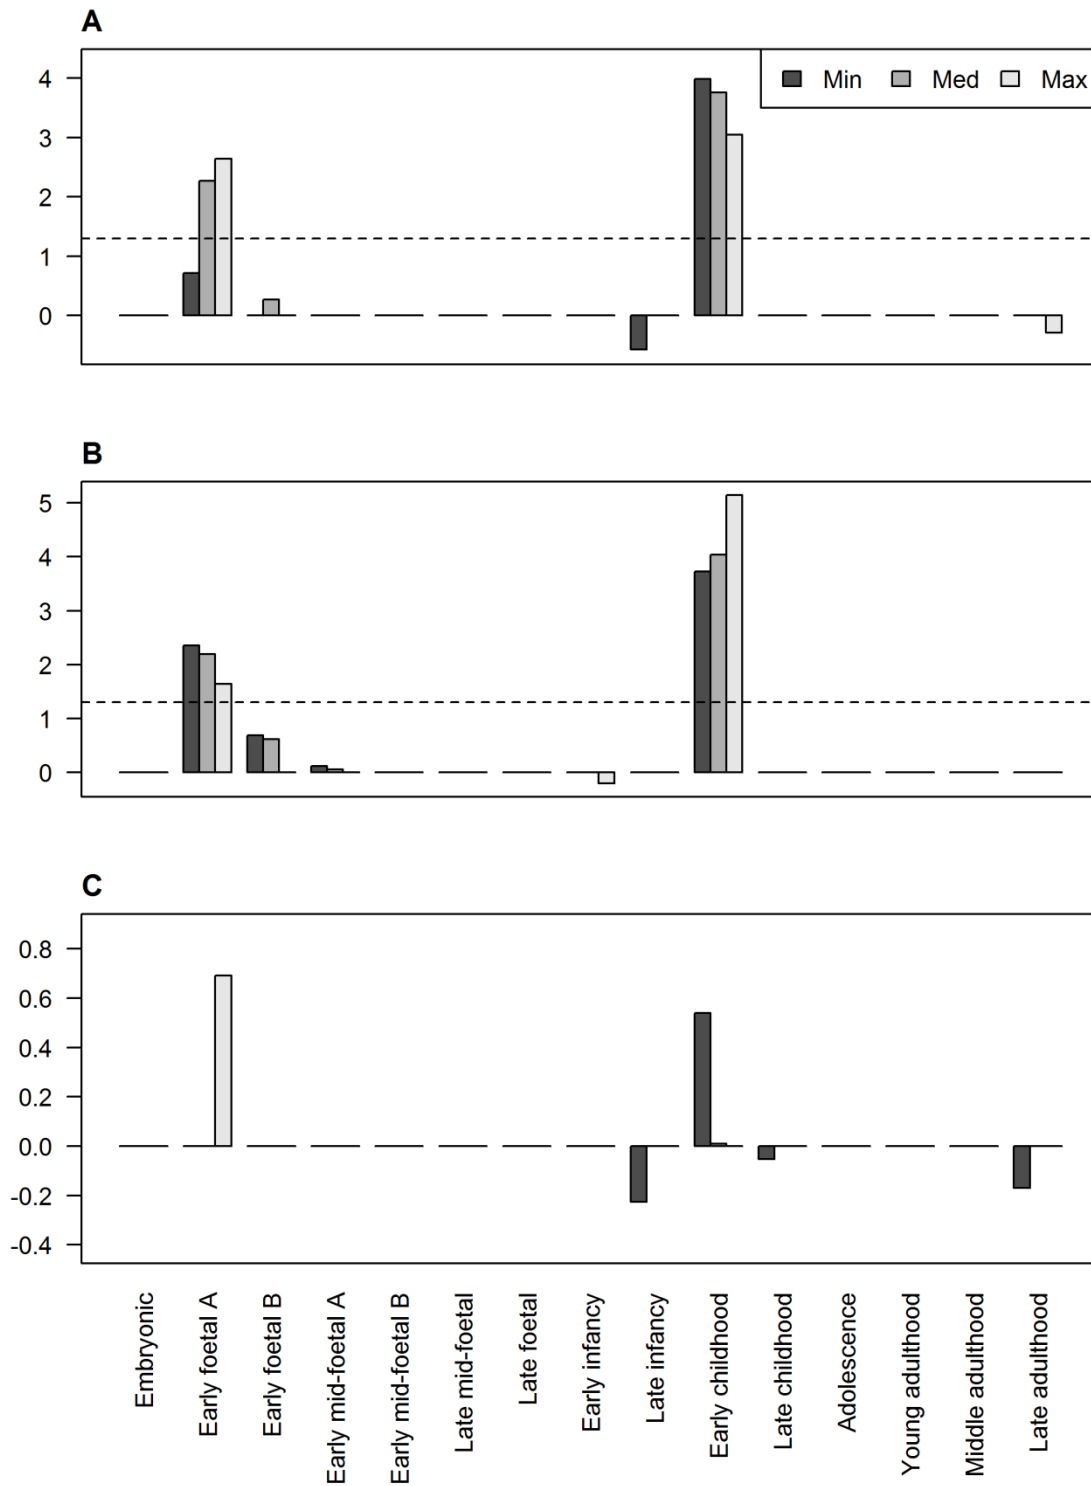 A
Min Med Max
4
3
2
1
0
B
5
4
3
2
1
0
C
0.8
0.6
0.4
0.2
0.0
-0.2
-0.4
Embryonic
Early foetal A
Early foetal B
Early mid-foetal A
Early mid-foetal B
Late mid-foetal
Late foetal
Early infancy
Late infancy
Early childhood
Late childhood
Adolescence
Young adulthood
Middle adulthood
Late adulthood